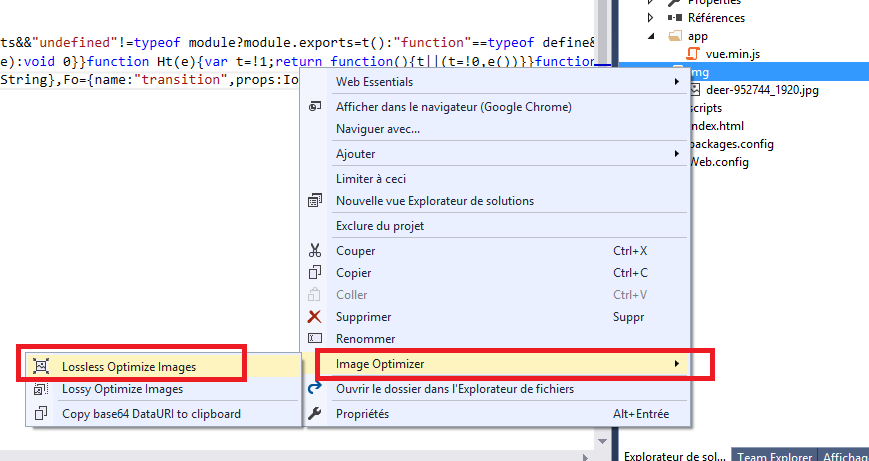 ts&&"undefined"!=typeof module?module.exports=t():"function"==typeof define&
e):void 0}}function Ht(e){var t=!1;return function(){t||(t=!0,e())}}function
String},Fo={name:"transition",props:Io
Web Essentials
Afficher dans le navigateur (Google Chrome)
Naviguer avec...
Ajouter
Limiter à ceci
Nouvelle vue Explorateur de solutions
Exclure du projet
Couper Ctrl+X
Copier Ctrl+C
Coller Ctrl+V
Supprimer Suppr
Renommer
Image Optimizer
Ouvrir le dossier dans l'Explorateur de fichiers
Propriétés Alt+Entrée
Lossless Optimize Images
Lossy Optimize Images
Copy base64 DataURI to clipboard
Properties
Références
app
vue.min.js
mg
deer-952744_1920.jpg
scripts
ndex.html
packages.config
Web.config
Explorateur de sol...
Team Explorer
Affichag